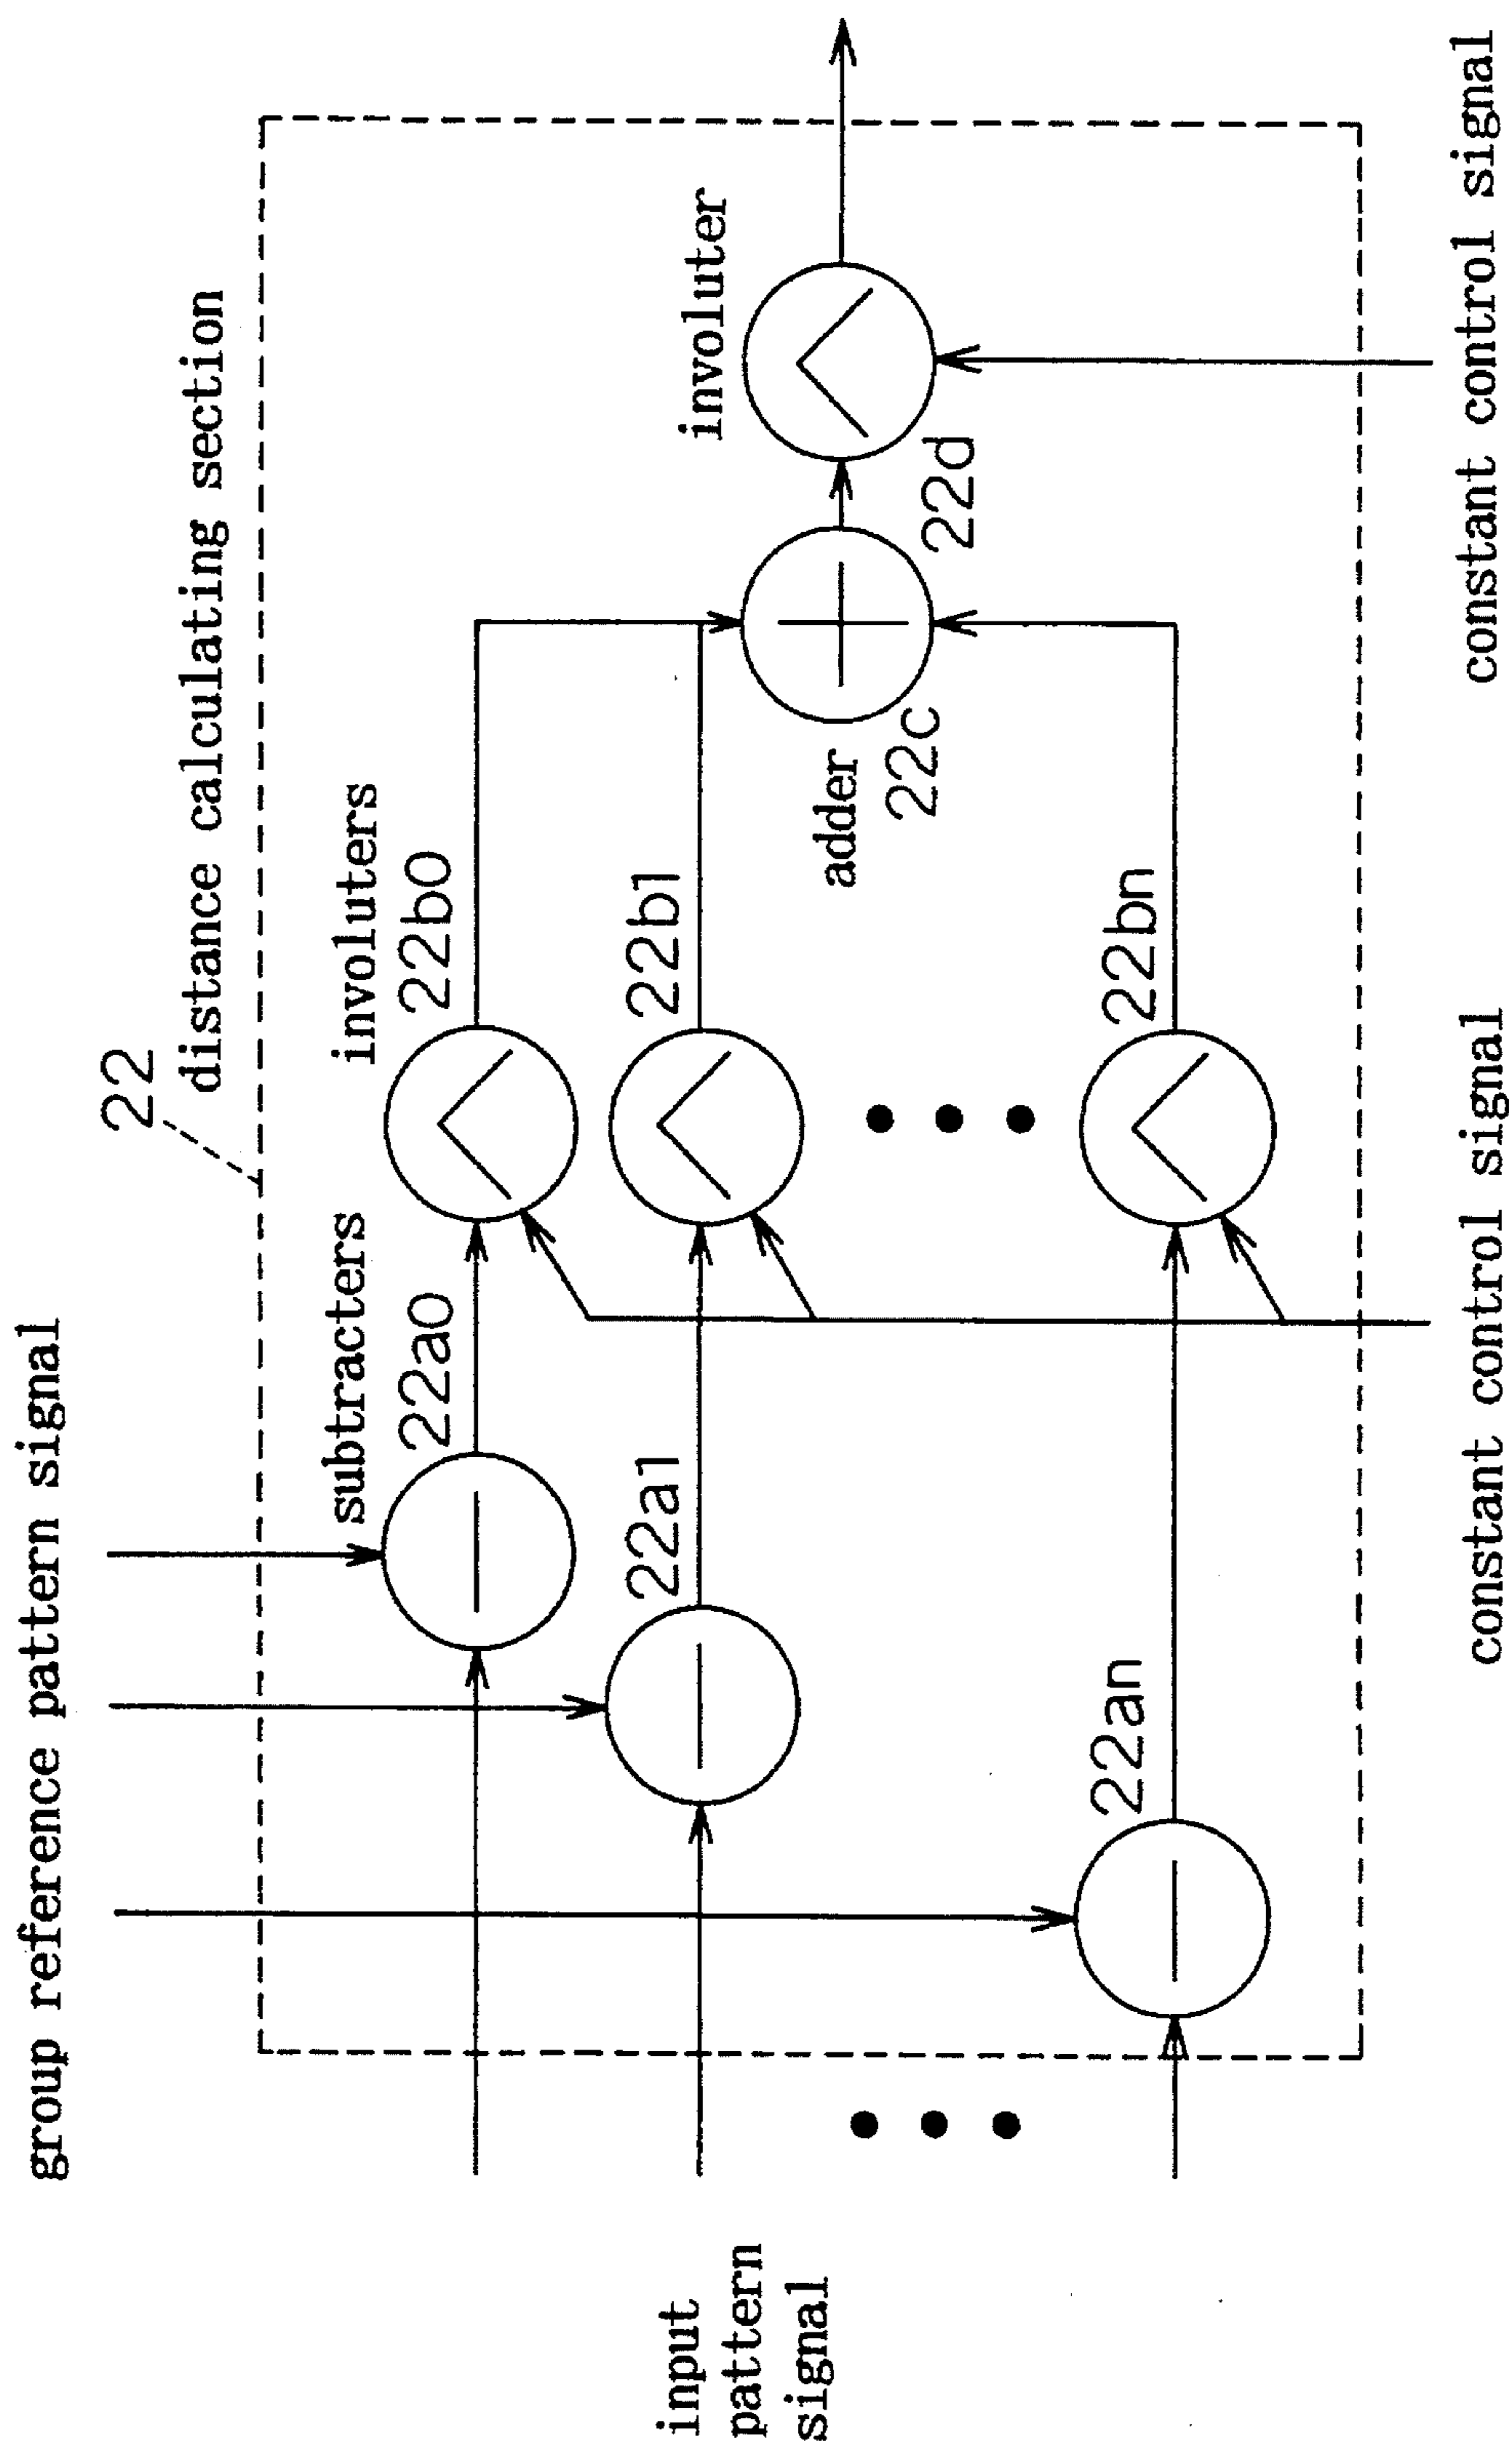 group reference pattern signal
22
distance calculating section
subtracters
involuters
22a0
22b0
involuter
22a1
22b1
input
pattern
signal
adder
22c
22d
22an
22bn
constant control signal
constant control signal